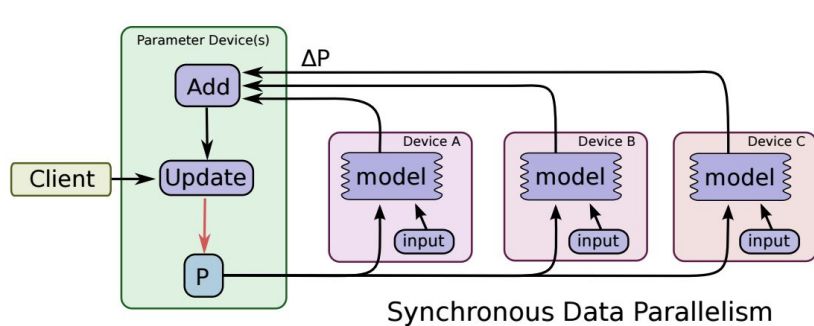 Parameter Device(s)
ΔP
Add
Device A
Device B
Device C
Client
Update
model
model
model
input
input
input
P
Synchronous Data Parallelism